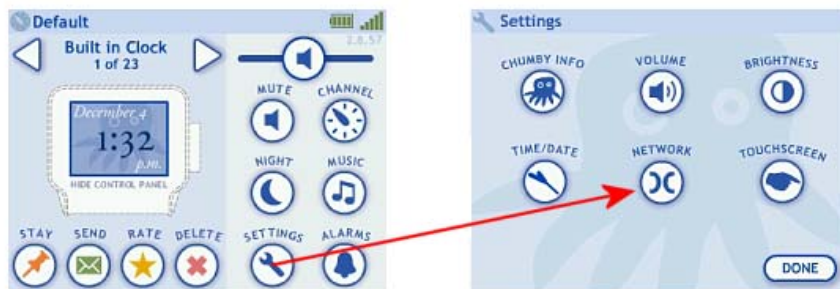 Default
2.8.57
Built in Clock
1 of 23
December 4
1:32
p.m.
HIDE CONTROL PANEL
MUTE CHANNEL
NIGHT MUSIC
STAY SEND RATE DELETE SETTINGS ALARMS
Settings
CHUMBY INFO VOLUME BRIGHTNESS
TIME/DATE NETWORK TOUCHSCREEN
DONE